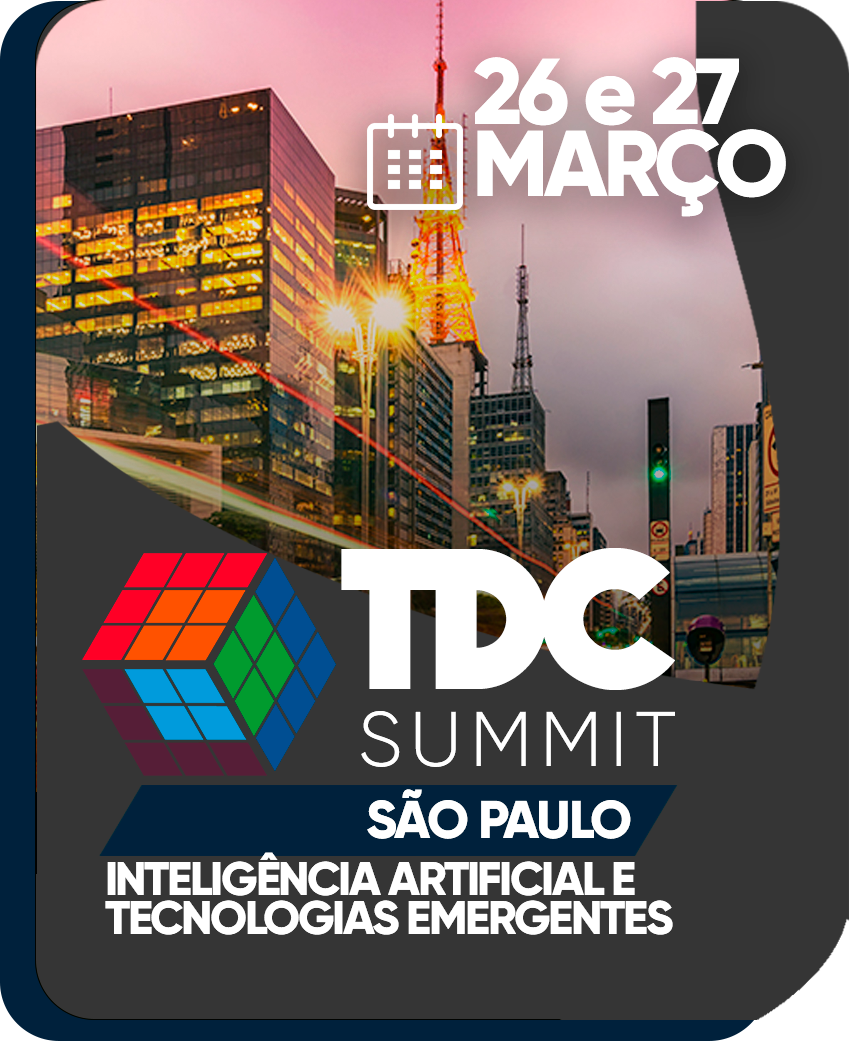 26 e 27
MARÇO
TDC
SUMMIT
SÃO PAULO
INTELIGÊNCIA ARTIFICIAL E
TECNOLOGIAS EMERGENTES